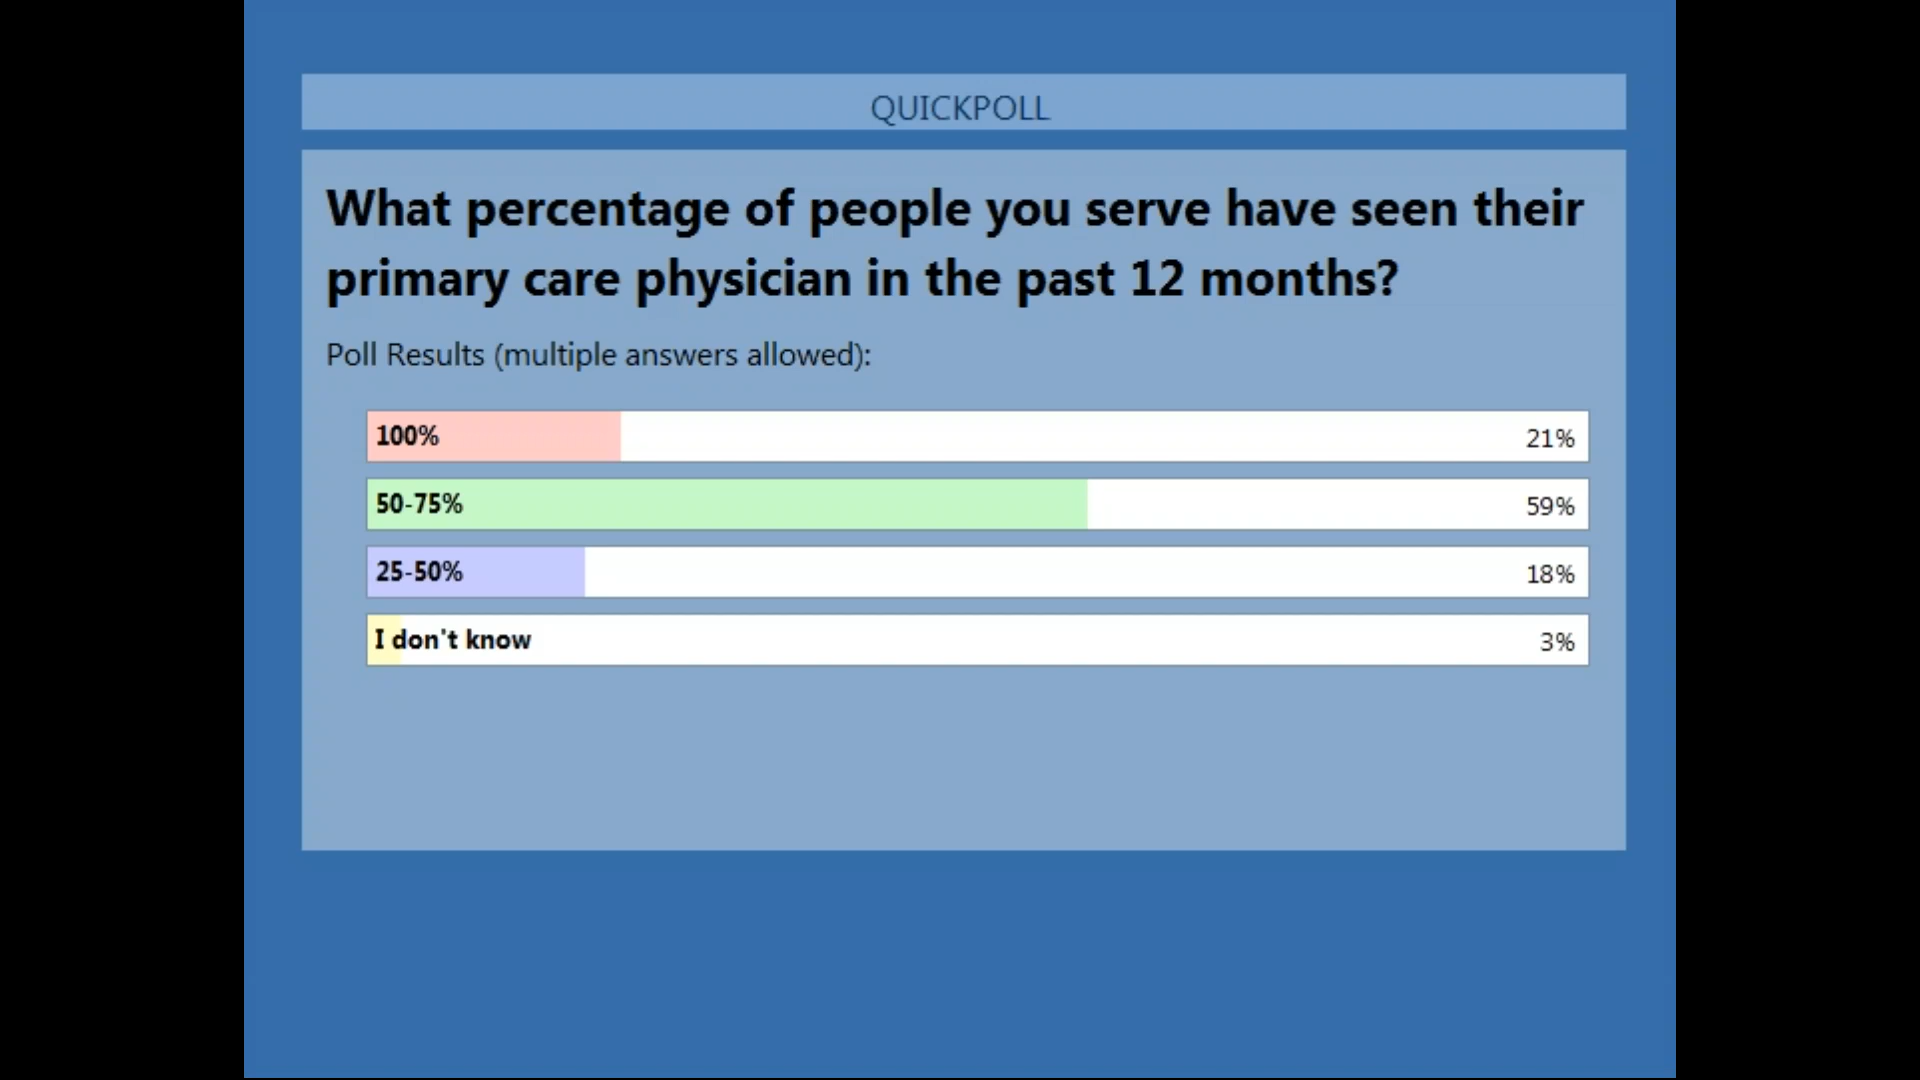 QUICKPOLL
What percentage of people you serve have seen their
primary care physician in the past 12 months?
Poll Results (multiple answers allowed):
100% 21%
50-75% 59%
25-50% 18%
I don't know 3%